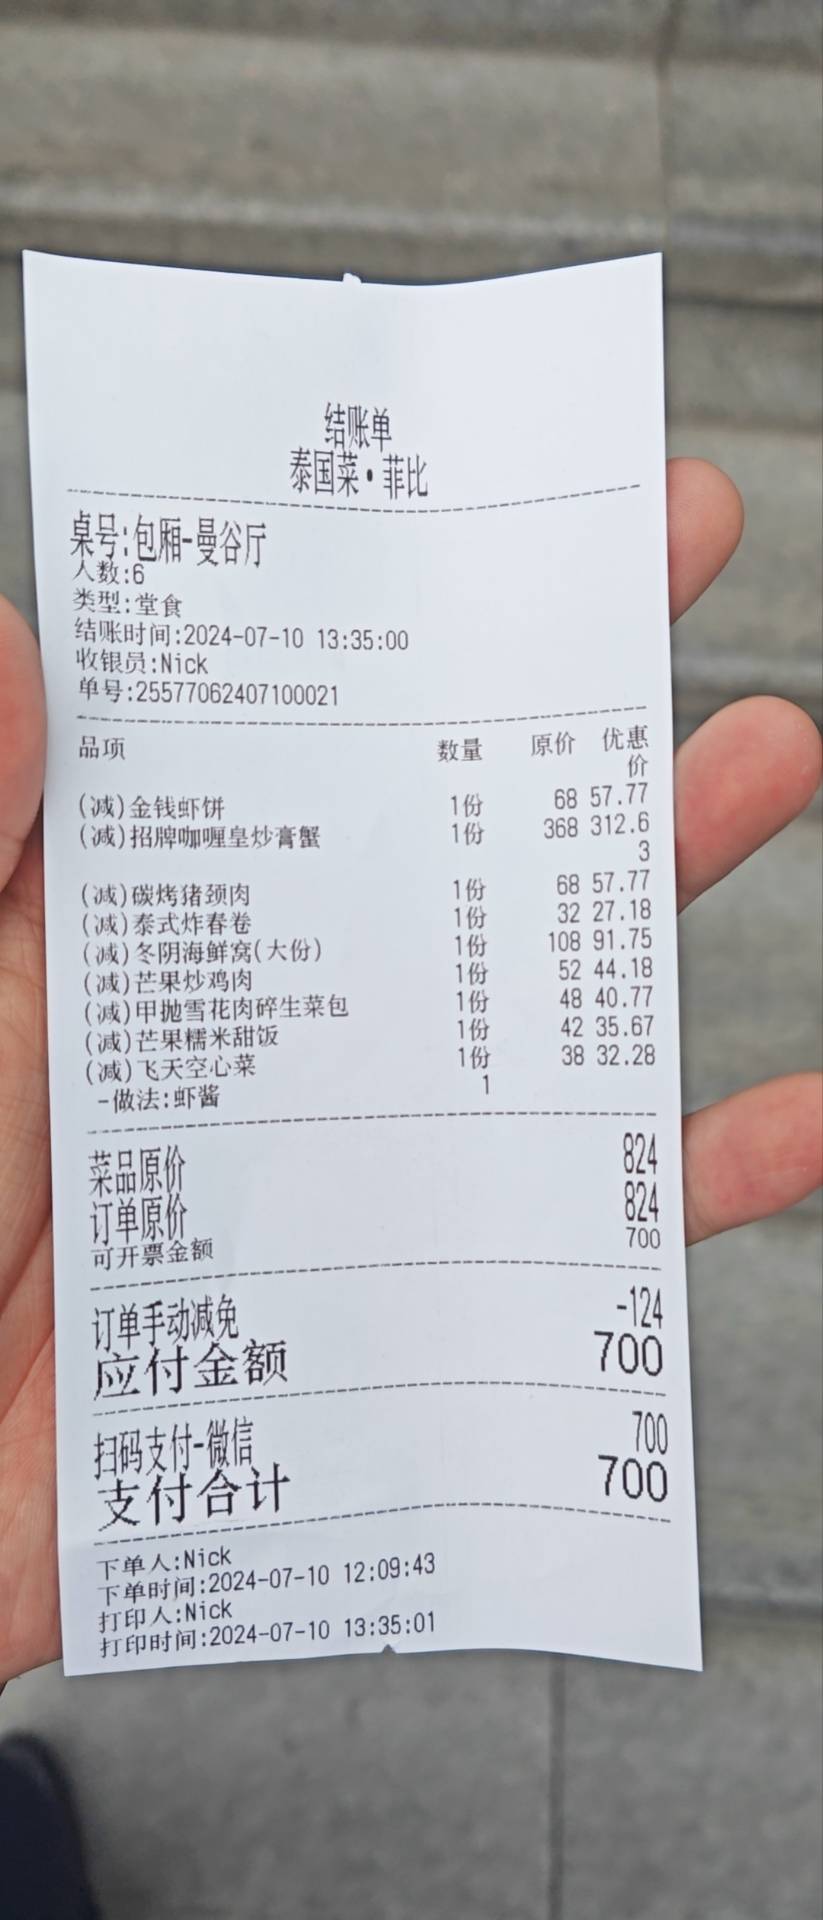 结账单
泰国菜·菲比
桌号:包厢-曼谷厅
人数:6
类型:堂食
结账时间:2024-07-10 13:35:00
收银员:Nick
单号:25577062407100021
品项 数量 原价 优惠
价
(减)金钱虾饼 1份 68 57.77
(减)招牌咖喱皇炒膏蟹 1份 368 312.6
3
(减)碳烤猪颈肉 1份 68 57.77
(减)泰式炸春卷 1份 32 27.18
(减)冬阴海鲜窝(大份) 1份 108 91.75
(减)芒果炒鸡肉 1份 52 44.18
(减)甲抛雪花肉碎生菜包 1份 48 40.77
(减)芒果糯米甜饭 1份 42 35.67
(减)飞天空心菜 1份 38 32.28
-做法:虾酱 1
菜品原价 824
订单原价 824
可开票金额 700
订单手动减免 -124
应付金额 700
扫码支付-微信 700
支付合计 700
下单人:Nick
下单时间:2024-07-10 12:09:43
打印人:Nick
打印时间:2024-07-10 13:35:01